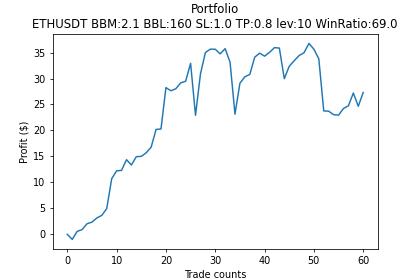 Portfolio
ETHUSDT BBM:2.1 BBL:160 SL:1.0 TP:0.8 lev:10 WinRatio:69.0
35
30
25
20
15
10
5
0
Profit ($)
0 10 20 30 40 50 60
Trade counts